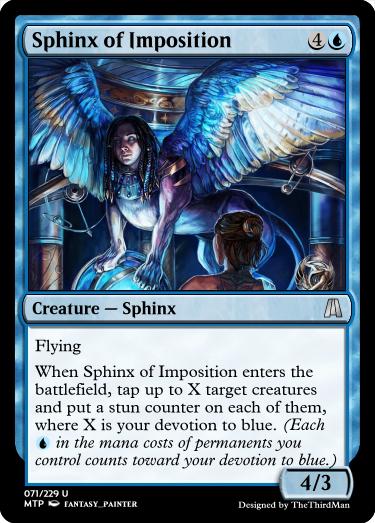 Sphinx of Imposition 4
Creature — Sphinx
Flying
When Sphinx of Imposition enters the
battlefield, tap up to X target creatures
and put a stun counter on each of them,
where X is your devotion to blue. (Each
in the mana costs of permanents you
control counts toward your devotion to blue.)
4/3
071/229 U
MTP FANTASY_PAINTER
Designed by TheThirdMan